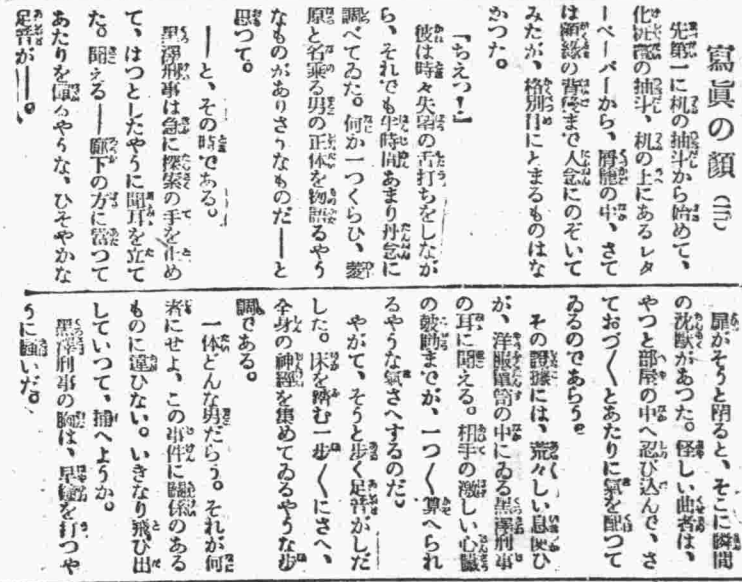 寫眞の顏 (三)
先第一に机の抽斗から始めて、
化粧臺の抽斗、机の上にあるレタ
ーペーパーから、屑籠の中、さて
は額緣の背後まで入念にのぞいて
みたが、格別目にとまるものはな
かつた。
「ちえつ!」
彼は時々失望の舌打ちをしなが
ら、それでも半時間あまり丹念に
調べてゐた。何か一つくらひ、菱
原と名乘る男の正体を物語るやう
なものがありさうなものだ――と
思つて。
――と、その時である。
黑澤刑事は急に探索の手を止め
て、はつとしたやうに聞耳を立て
た。聞える――廊下の方に當つて
あたりを憚るやうな、ひそやかな
足音が――。
扉がそうと閉ると、そこに瞬間
の沈默があつた。怪しい曲者は、
やつと部屋の中へ忍び込んで、さ
ておづ〱とあたりに氣を配つて
ゐるのであらう。
その證據には、荒々しい息使ひ
が、洋服簞笥の中にゐる黑澤刑事
の耳に聞える。相手の激しい心臟
の皷動までが、一つ〱算へられ
るやうな氣さへするのだ。
やがて、そうと步く足音がしだ
した。床を踏む一步〱にさへ、
全身の神經を集めてゐるやうな步
調である。
一体どんな男だらう。それが何
者にせよ、この事件に關係のある
ものに違ひない。いきなり飛び出
していつて、捕へようか。
黑澤刑事の胸は、早鐘を打つや
うに騷いだ。